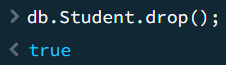 > db.Student.drop();
< true